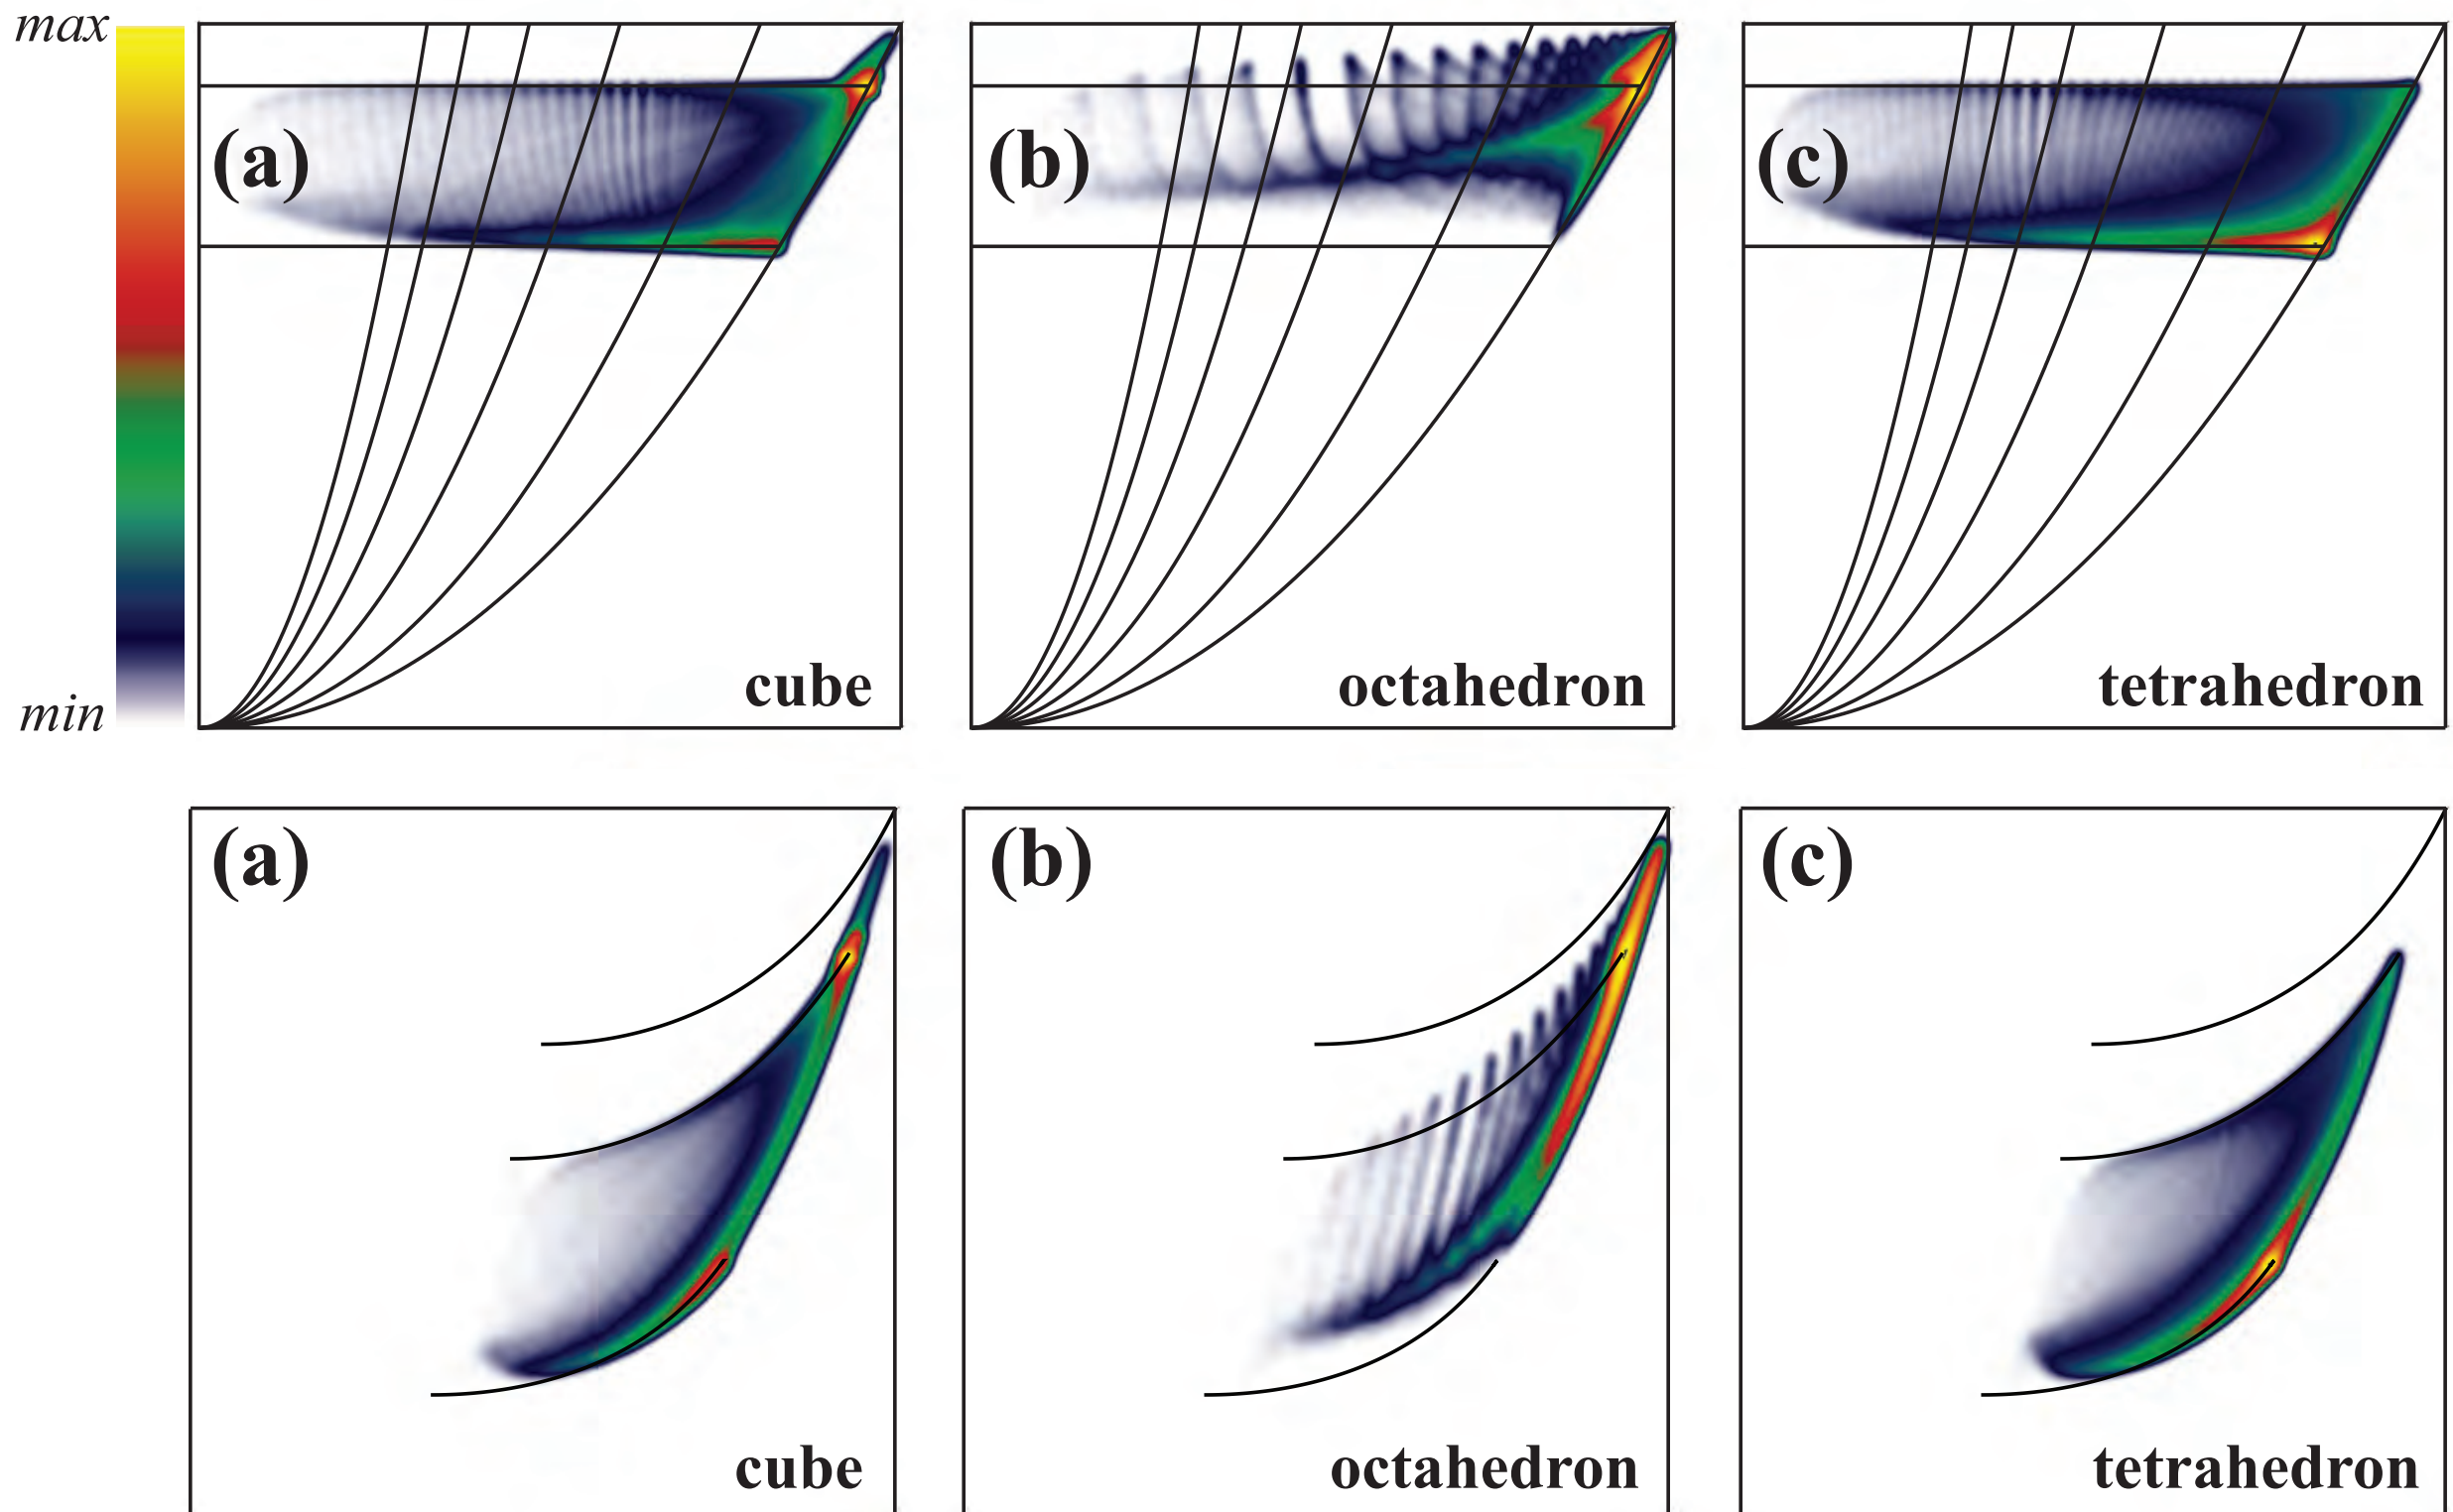 max
min
(a)
cube
(b)
octahedron
(c)
tetrahedron
(a)
cube
(b)
octahedron
(c)
tetrahedron